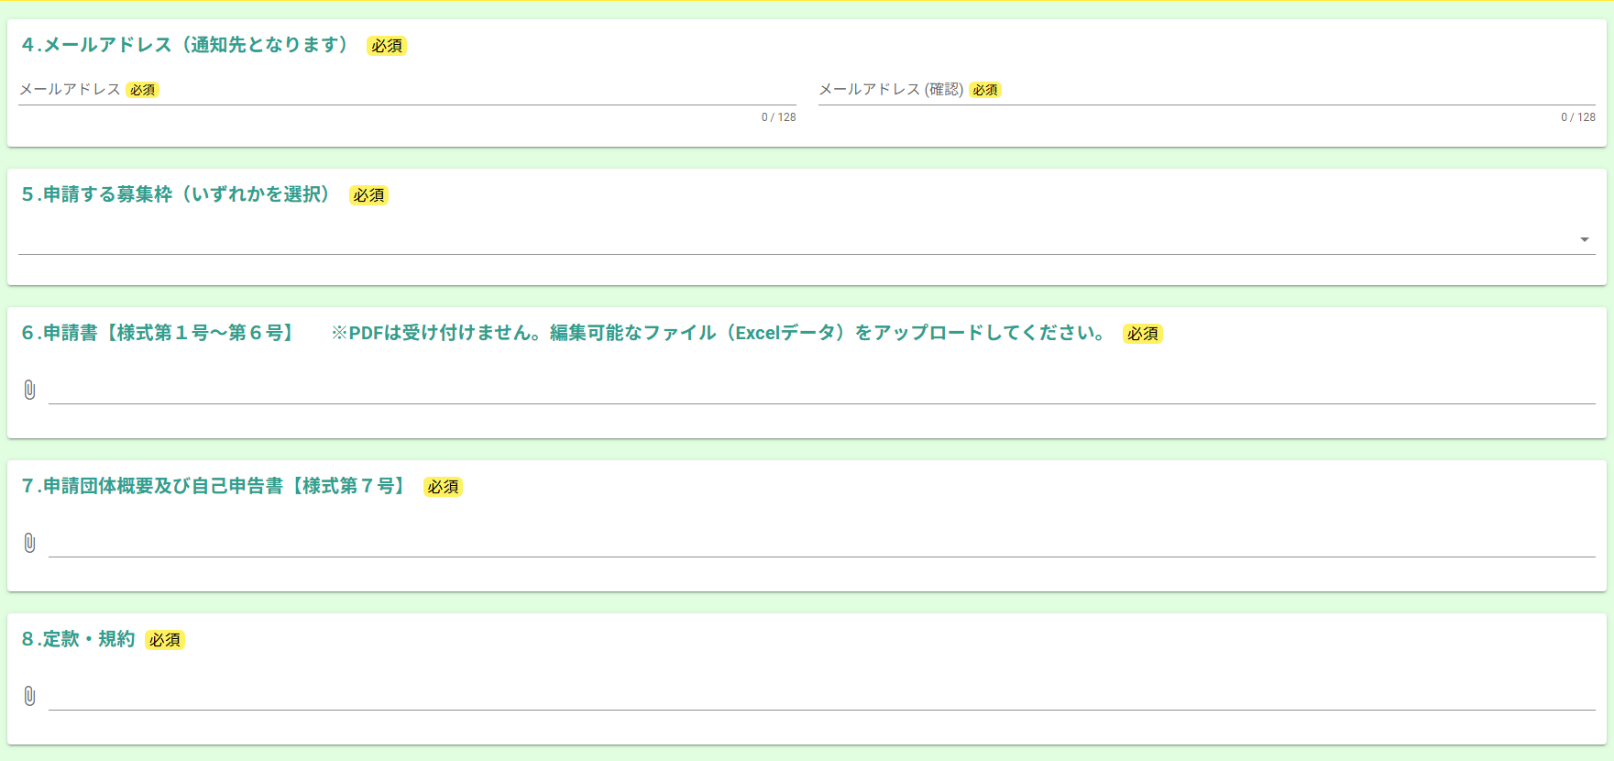 ４.メールアドレス（通知先となります） 必須
メールアドレス 必須
メールアドレス (確認) 必須
0 / 128
0 / 128
５.申請する募集枠（いずれかを選択） 必須
６.申請書【様式第１号～第６号】　※PDFは受け付けません。編集可能なファイル（Excelデータ）をアップロードしてください。 必須
７.申請団体概要及び自己申告書【様式第７号】 必須
８.定款・規約 必須